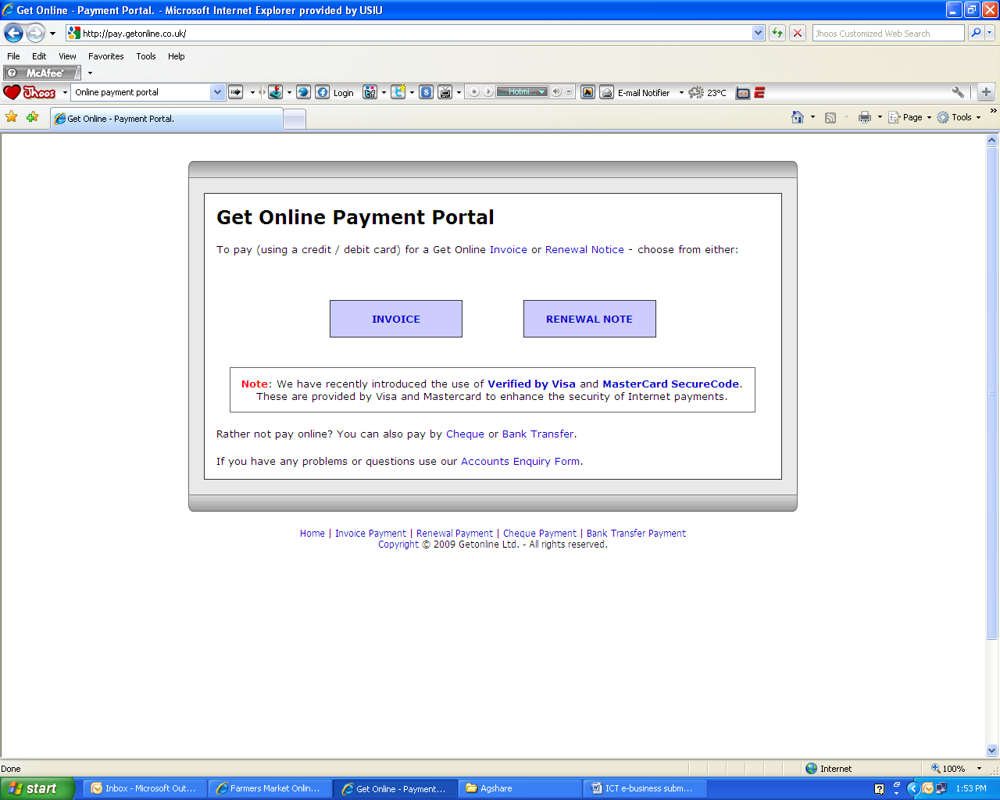 Get Online - Payment Portal. - Microsoft Internet Explorer provided by USIU
http://pay.getonline.co.uk/
Jhoos Customized Web Search
File Edit View Favorites Tools Help
McAfee
Jhoos Online payment portal Login Hotmi... E-mail Notifier 23°C
Get Online - Payment Portal.
Page Tools
Get Online Payment Portal
To pay (using a credit / debit card) for a Get Online Invoice or Renewal Notice - choose from either:
INVOICE RENEWAL NOTE
Note: We have recently introduced the use of Verified by Visa and MasterCard SecureCode.
These are provided by Visa and Mastercard to enhance the security of Internet payments.
Rather not pay online? You can also pay by Cheque or Bank Transfer.
If you have any problems or questions use our Accounts Enquiry Form.
Home | Invoice Payment | Renewal Payment | Cheque Payment | Bank Transfer Payment
Copyright © 2009 Getonline Ltd. - All rights reserved.
Done Internet 100%
start Inbox - Microsoft Out... Farmers Market Onlin... Get Online - Payment... Agshare ICT e-business subm... 1:53 PM